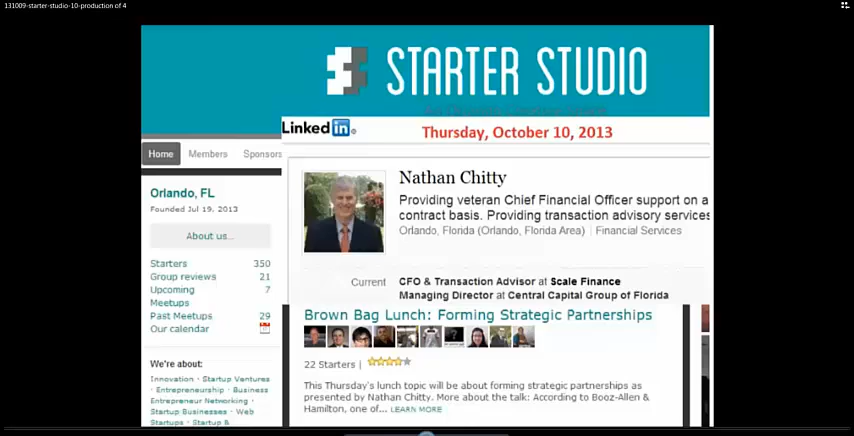 131009-starter-studio-10-production of 4
STARTER STUDIO
LinkedIn
Thursday, October 10, 2013
Home Members Sponsors
Nathan Chitty
Providing veteran Chief Financial Officer support on a
contract basis. Providing transaction advisory services
Orlando, Florida (Orlando, Florida Area) | Financial Services
Current CFO & Transaction Advisor at Scale Finance
Managing Director at Central Capital Group of Florida
Orlando, FL
Founded Jul 19, 2013
About us...
Starters 350
Group reviews 21
Upcoming 7
Meetups
Past Meetups 29
Our calendar
We're about:
Innovation · Startup Ventures
· Entrepreneurship · Business
Entrepreneur Networking ·
Startup Businesses · Web
Startups · Startup &
Brown Bag Lunch: Forming Strategic Partnerships
22 Starters |
This Thursday's lunch topic will be about forming strategic partnerships as
presented by Nathan Chitty. More about the talk: According to Booz-Allen &
Hamilton, one of... LEARN MORE